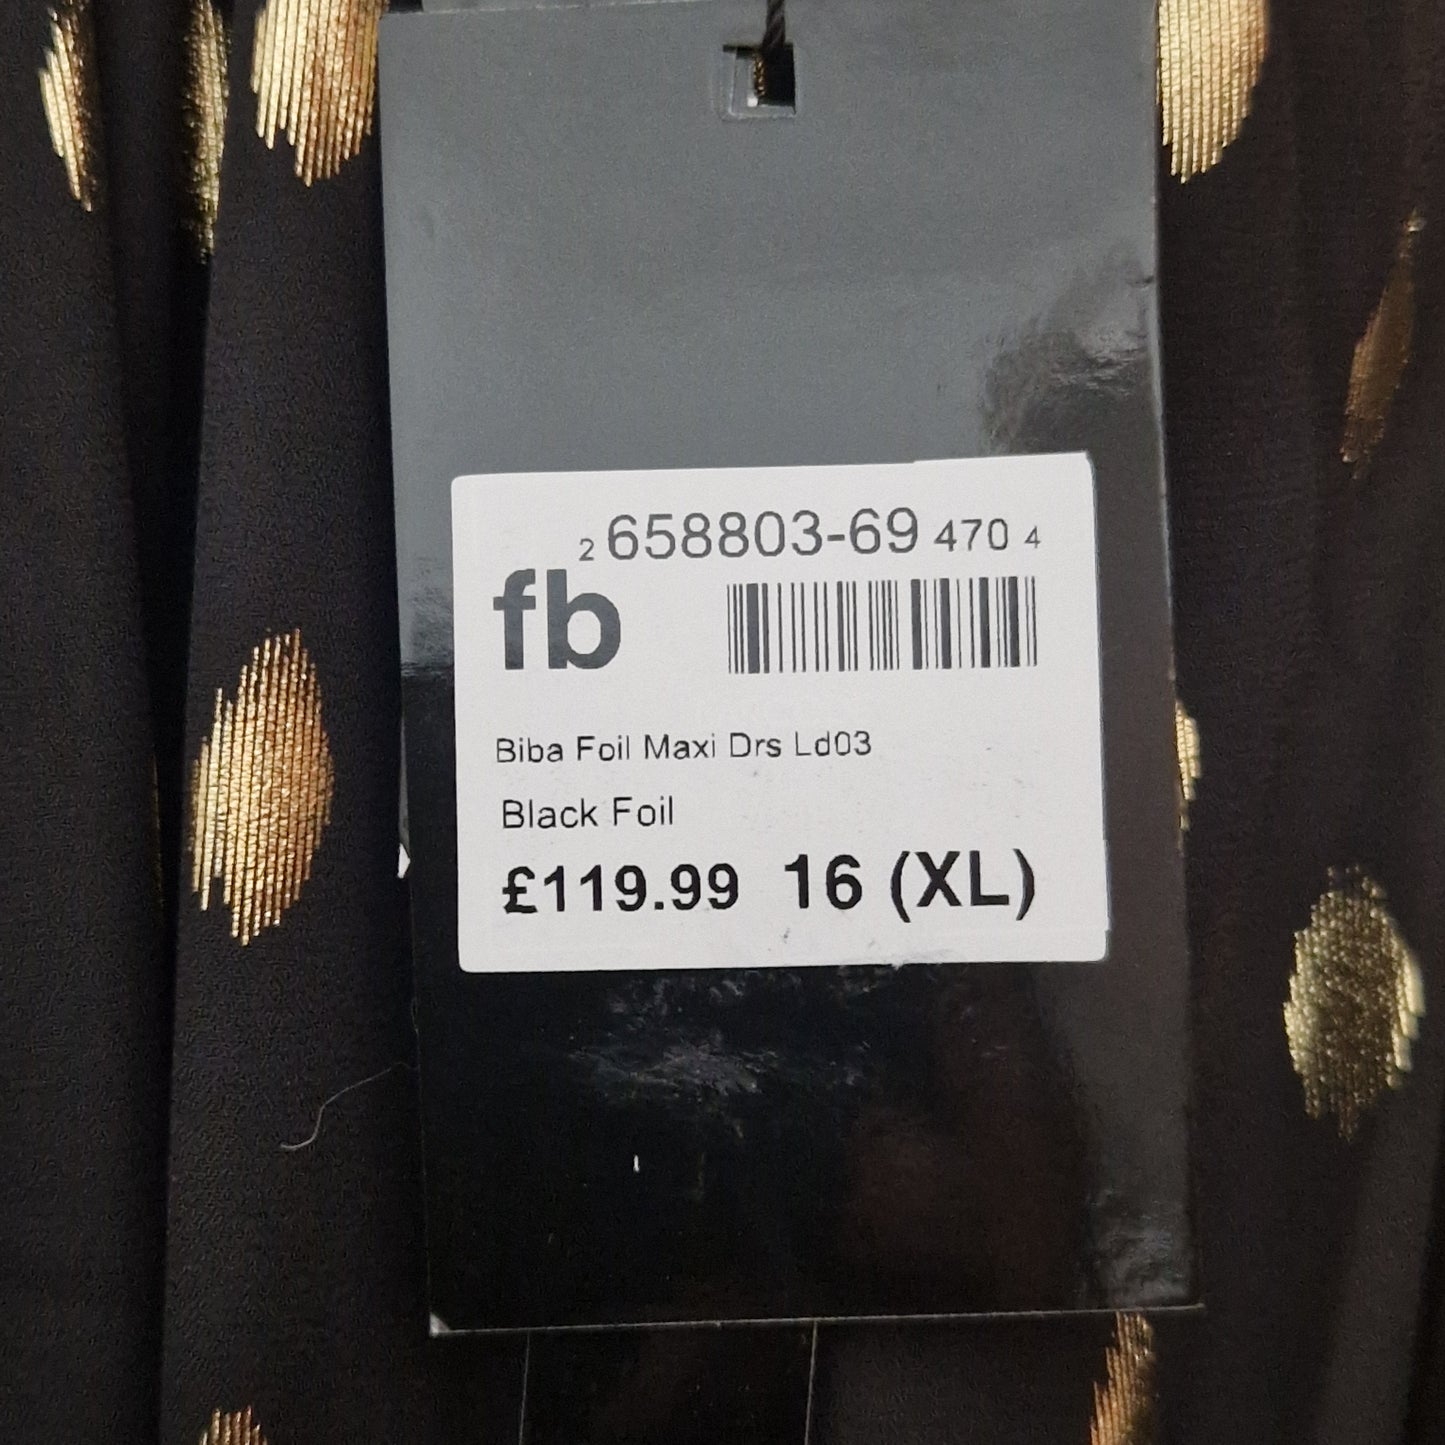 2 658803-69 470 4
fb
Biba Foil Maxi Drs Ld03
Black Foil
£119.99 16 (XL)